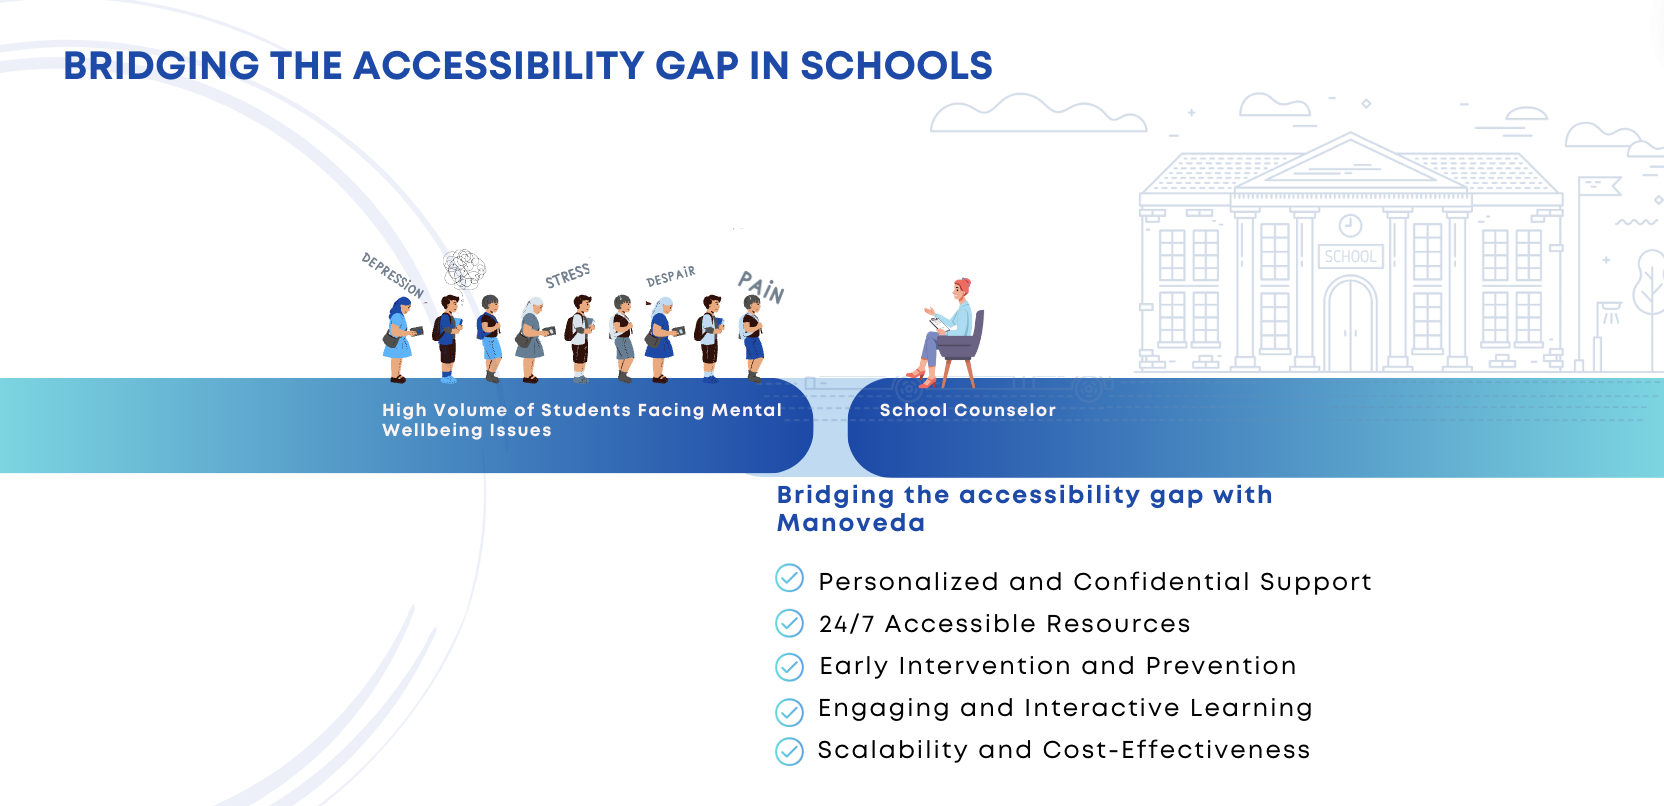 BRIDGING THE ACCESSIBILITY GAP IN SCHOOLS
SCHOOL
DEPRESSION
STRESS
DESPAiR
PAiN
High Volume of Students Facing Mental
Wellbeing Issues
School Counselor
Bridging the accessibility gap with
Manoveda
Personalized and Confidential Support
24/7 Accessible Resources
Early Intervention and Prevention
Engaging and Interactive Learning
Scalability and Cost-Effectiveness